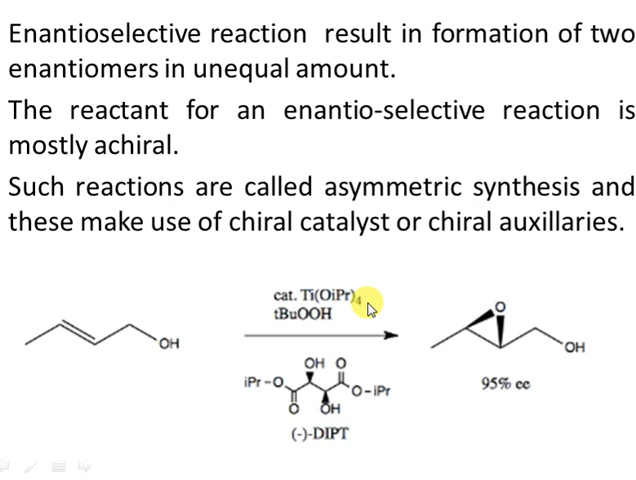 Enantioselective reaction result in formation of two
enantiomers in unequal amount.
The reactant for an enantio-selective reaction is
mostly achiral.
Such reactions are called asymmetric synthesis and
these make use of chiral catalyst or chiral auxillaries.
cat. Ti(OiPr)4
tBuOOH
O
OH
OH
OH O
iPr-O
O-iPr
O OH
(-)-DIPT
95% ee